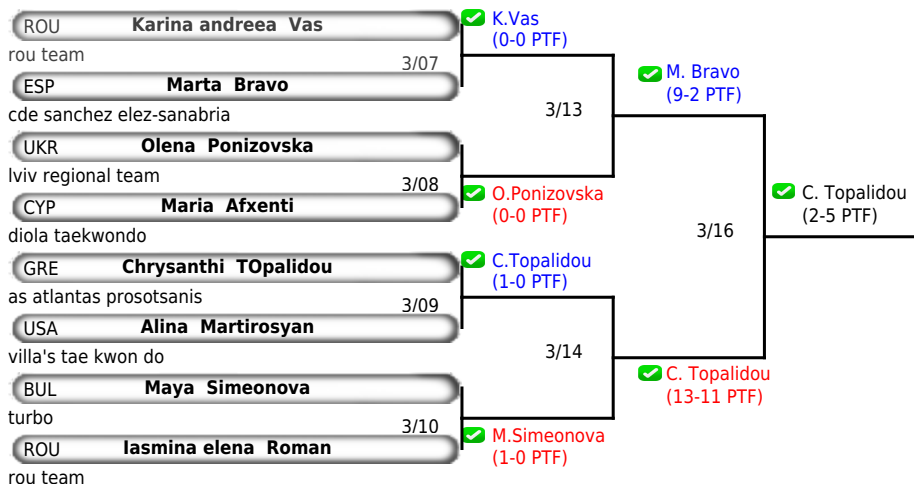 ROU Karina andreea Vas
rou team
3/07
ESP Marta Bravo
cde sanchez elez-sanabria
UKR Olena Ponizovska
lviv regional team
3/08
CYP Maria Afxenti
diola taekwondo
GRE Chrysanthi TOpalidou
as atlantas prosotsanis
3/09
USA Alina Martirosyan
villa's tae kwon do
BUL Maya Simeonova
turbo
3/10
ROU Iasmina elena Roman
rou team
K.Vas
(0-0 PTF)
3/13
O.Ponizovska
(0-0 PTF)
C.Topalidou
(1-0 PTF)
3/14
M.Simeonova
(1-0 PTF)
M. Bravo
(9-2 PTF)
3/16
C. Topalidou
(13-11 PTF)
C. Topalidou
(2-5 PTF)